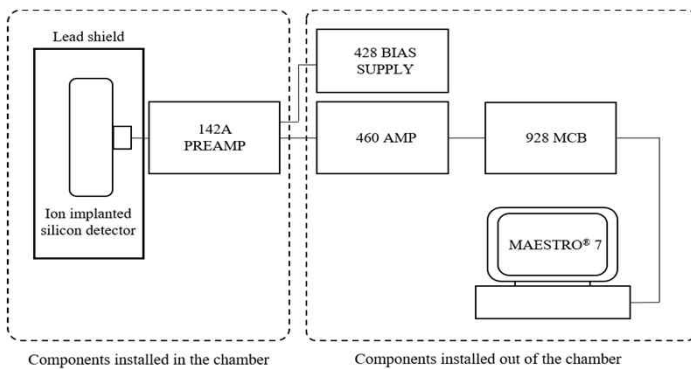 Lead shield
Ion implanted
silicon detector
142A
PREAMP
428 BIAS
SUPPLY
460 AMP
928 MCB
MAESTRO® 7
Components installed in the chamber
Components installed out of the chamber